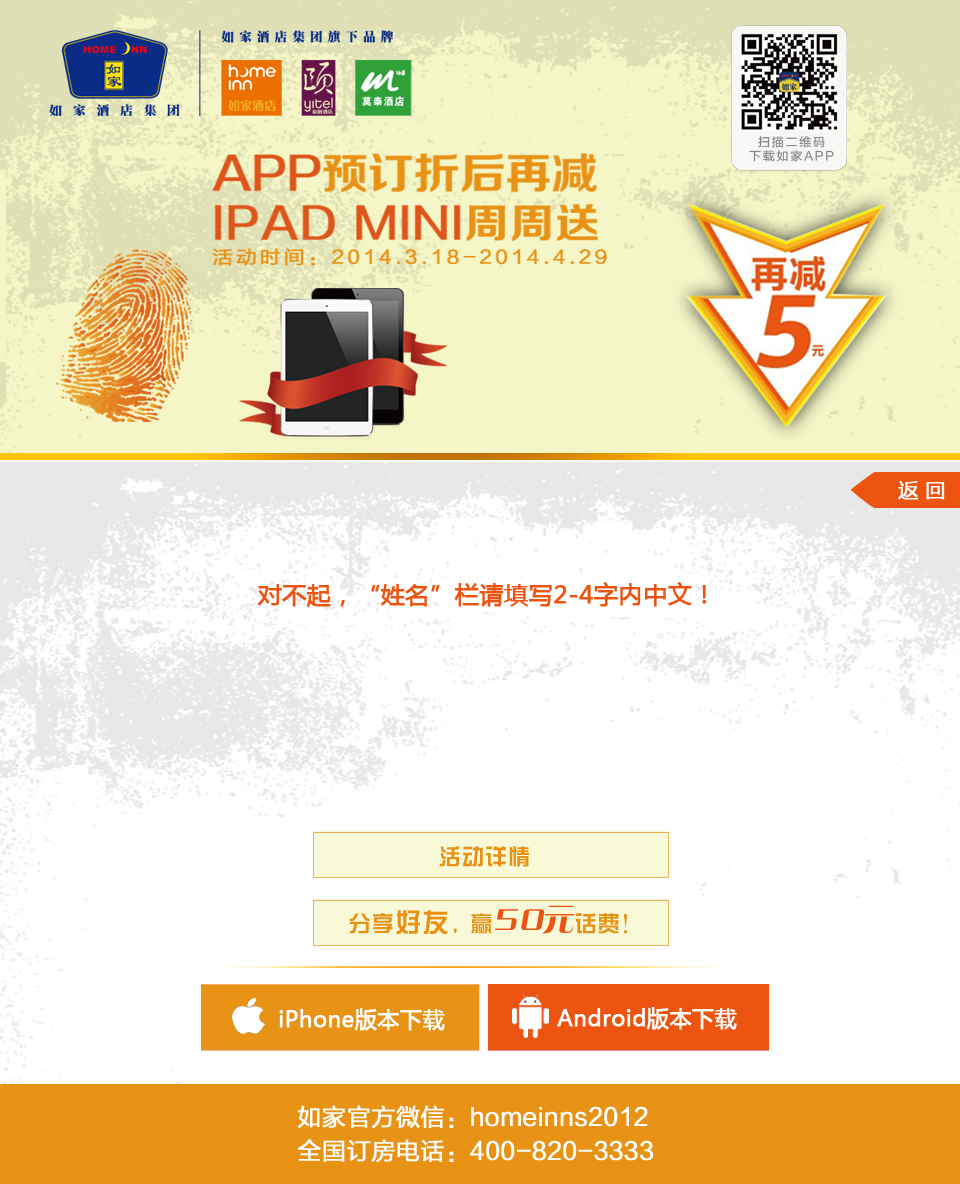 HOME INN
如家
如家酒店集团
如家酒店集团旗下品牌
home inn
如家酒店
颐
yitel
莫泰酒店
扫描二维码
下载如家APP
APP预订折后再减
IPAD MINI周周送
活动时间：2014.3.18-2014.4.29
再减
5元
返回
对不起，“姓名”栏请填写2-4字内中文！
活动详情
分享好友，赢50元话费！
iPhone版本下载
Android版本下载
如家官方微信：homeinns2012
全国订房电话：400-820-3333